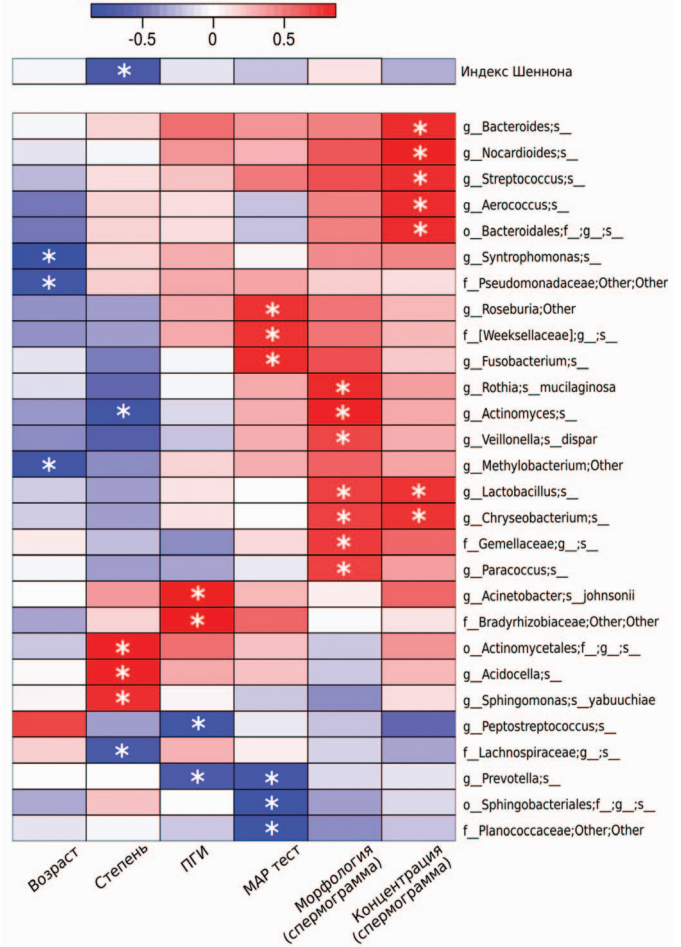 -0.5 0 0.5
* Индекс Шеннона
* g__Bacteroides;s__
* g__Nocardioides;s__
* g__Streptococcus;s__
* g__Aerococcus;s__
* o__Bacteroidales;f__;g__;s__
* g__Syntrophomonas;s__
* f__Pseudomonadaceae;Other;Other
* g__Roseburia;Other
* f__[Weeksellaceae];g__;s__
* g__Fusobacterium;s__
* g__Rothia;s__mucilaginosa
* * g__Actinomyces;s__
* g__Veillonella;s__dispar
* g__Methylobacterium;Other
* * g__Lactobacillus;s__
* * g__Chryseobacterium;s__
* f__Gemellaceae;g__;s__
* g__Paracoccus;s__
* g__Acinetobacter;s__johnsonii
* f__Bradyrhizobiaceae;Other;Other
* o__Actinomycetales;f__;g__;s__
* g__Acidocella;s__
* g__Sphingomonas;s__yabuuchiae
* g__Peptostreptococcus;s__
* f__Lachnospiraceae;g__;s__
* * g__Prevotella;s__
* o__Sphingobacteriales;f__;g__;s__
* f__Planococcaceae;Other;Other
Возраст
Степень
ПГИ
МАР тест
Морфология
(спермограмма)
Концентрация
(спермограмма)